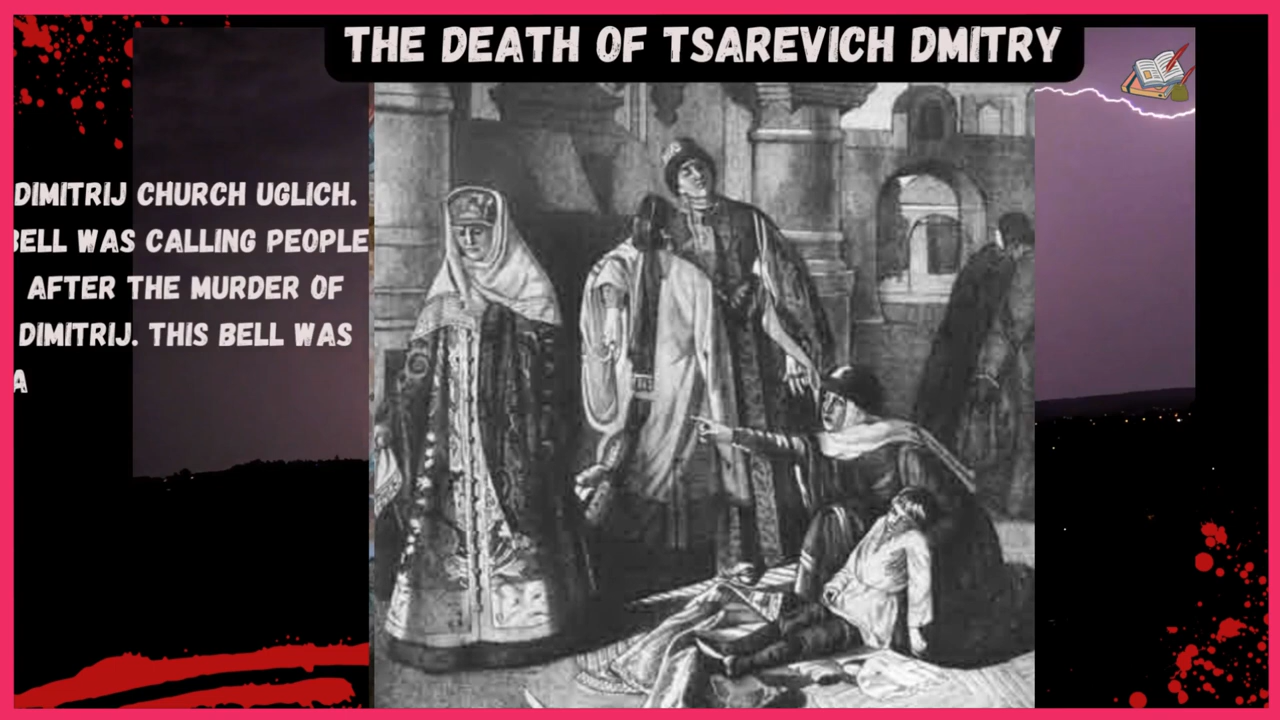 THE DEATH OF TSAREVICH DMITRY
DIMITRIJ CHURCH UGLICH.
BELL WAS CALLING PEOPLE
AFTER THE MURDER OF
DIMITRIJ. THIS BELL WAS
A